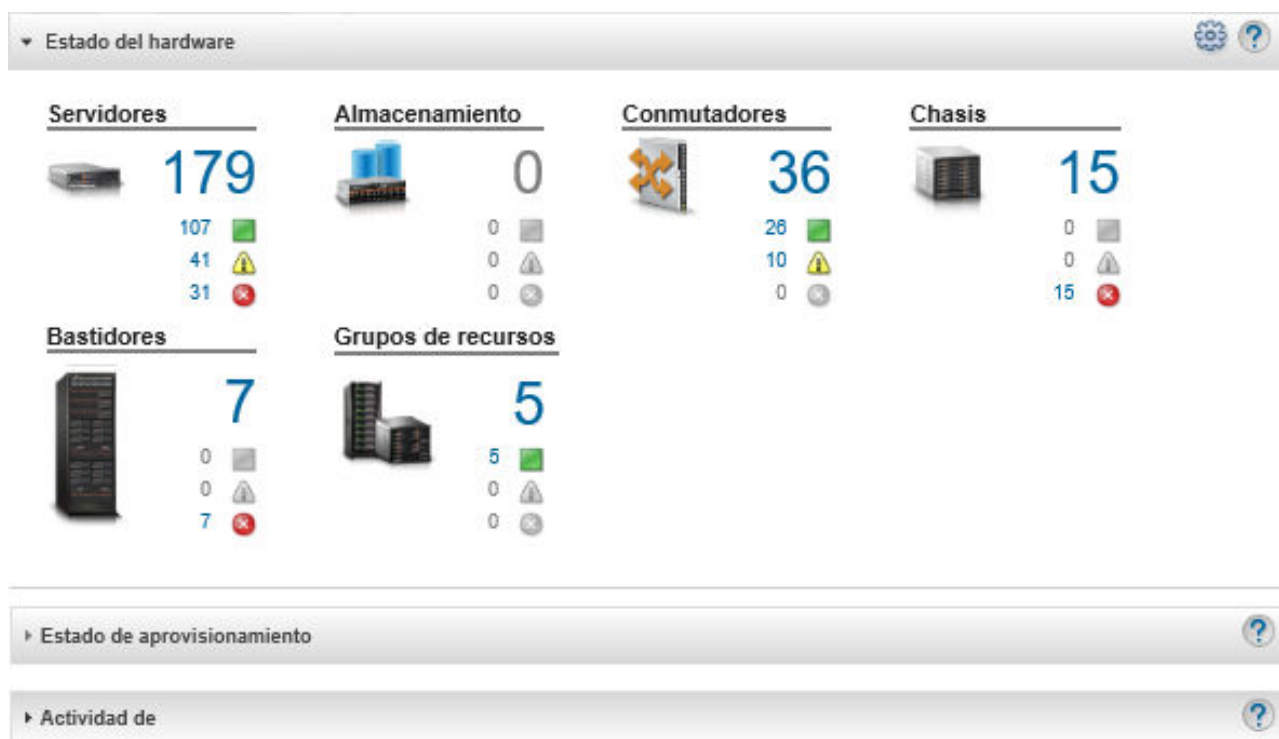 Estado del hardware
Servidores Almacenamiento Conmutadores Chasis
179 0 36 15
107 0 26 0
41 0 10 0
31 0 0 15
Bastidores Grupos de recursos
7 5
0 5
0 0
7 0
Estado de aprovisionamiento
Actividad de